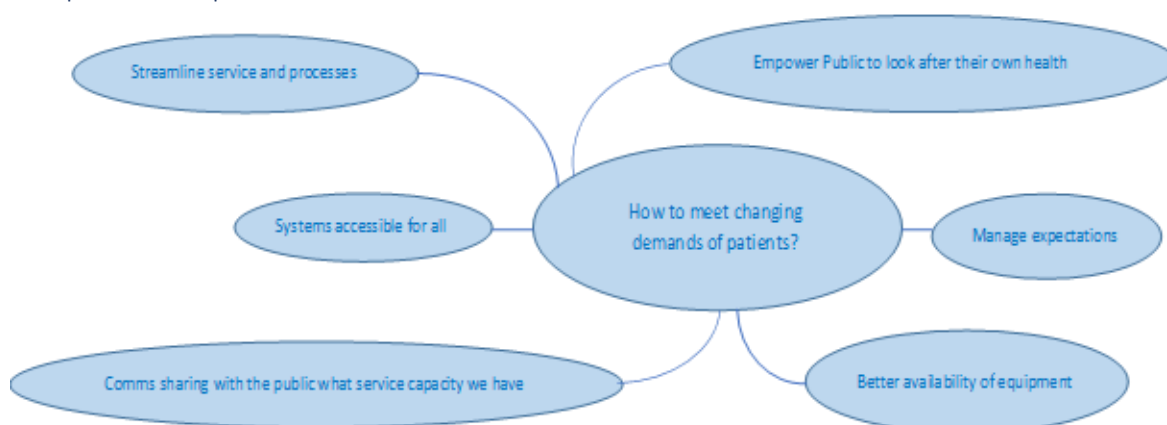 Streamline service and processes
Empower Public to look after their own health
Systems accessible for all
How to meet changing
demands of patients?
Manage expectations
Comms sharing with the public what service capacity we have
Better availability of equipment